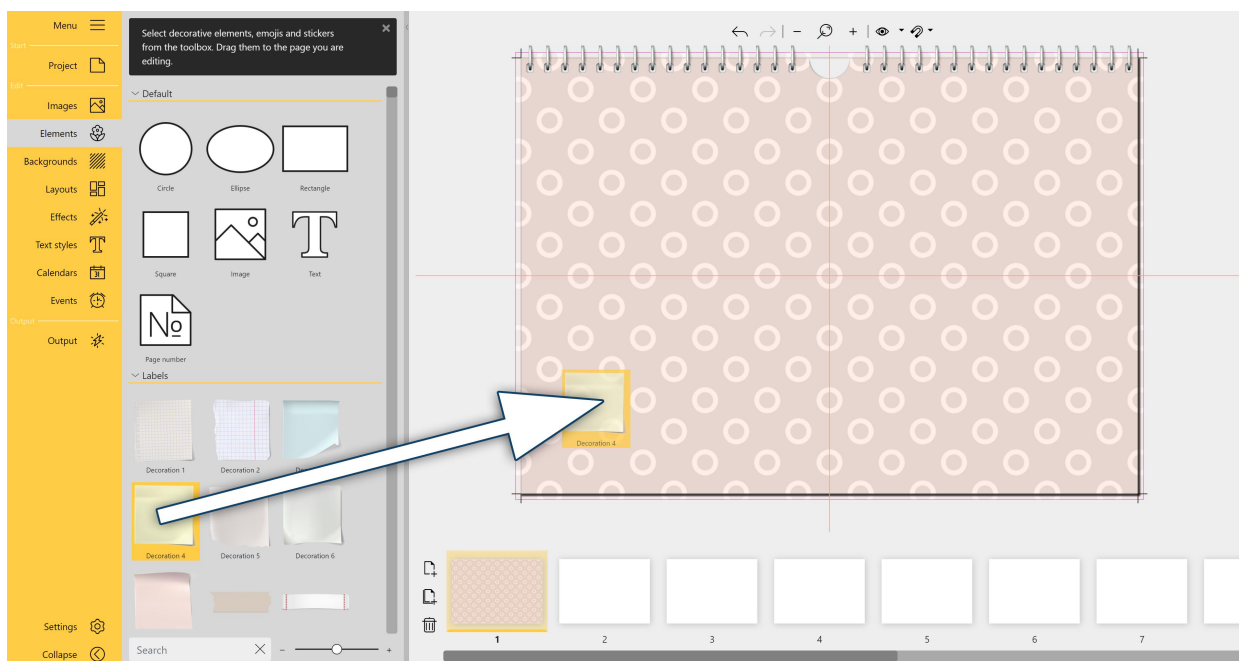 Menu
Start
Project
Edit
Images
Elements
Backgrounds
Layouts
Effects
Text styles
Calendars
31
Events
Output
Output
Settings
Collapse
Select decorative elements, emojis and stickers
from the toolbox. Drag them to the page you are
editing.
Default
Circle
Ellipse
Rectangle
Square
Image
Text
No
Page number
Labels
Decoration 1
Decoration 2
Decoration 4
Decoration 5
Decoration 6
Search
Decoration 4
1
2
3
4
5
6
7